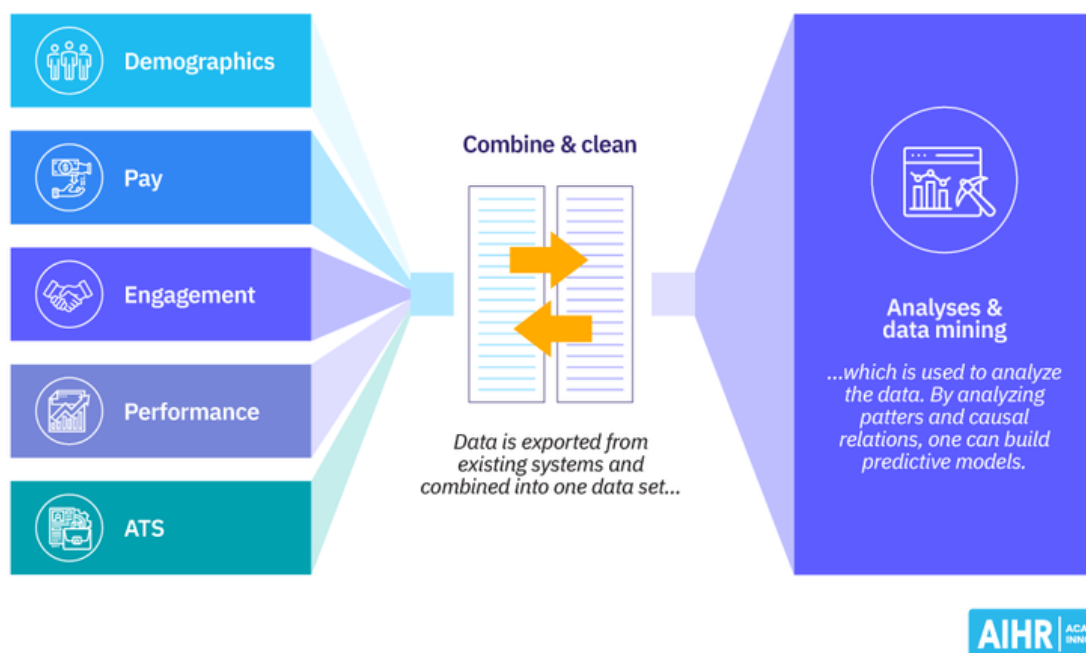 Demographics
Pay
Engagement
Performance
ATS
Combine & clean
Data is exported from
existing systems and
combined into one data set...
Analyses &
data mining
...which is used to analyze
the data. By analyzing
patters and causal
relations, one can build
predictive models.
AIHR